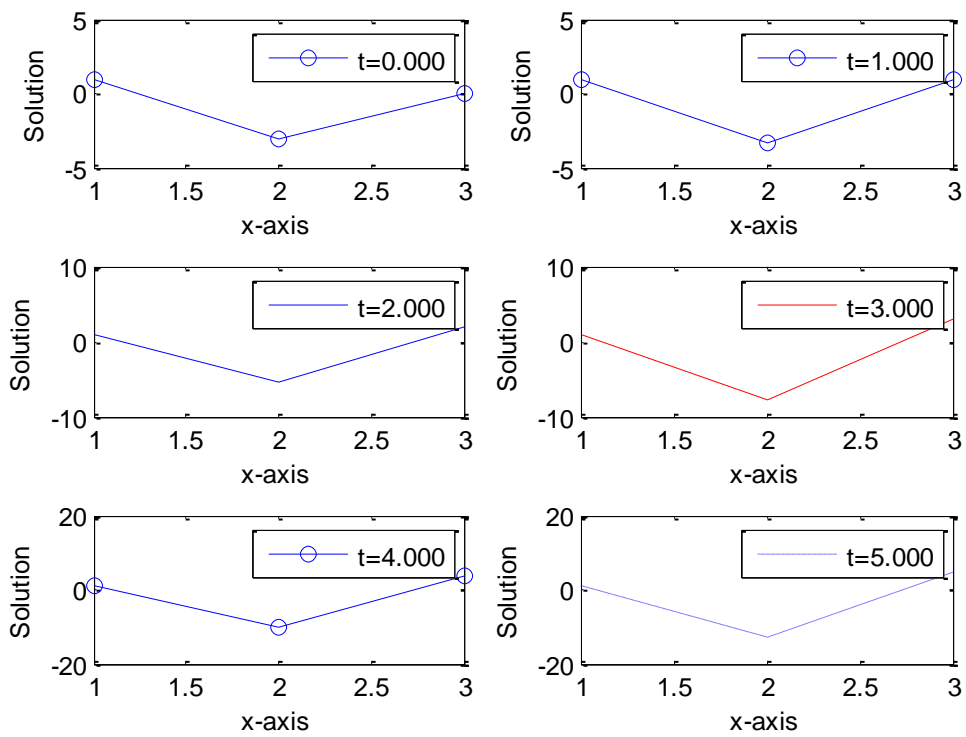 5
0
-5
Solution
t=0.000
1 1.5 2 2.5 3
x-axis
5
0
-5
Solution
t=1.000
1 1.5 2 2.5 3
x-axis
10
0
-10
Solution
t=2.000
1 1.5 2 2.5 3
x-axis
10
0
-10
Solution
t=3.000
1 1.5 2 2.5 3
x-axis
20
0
-20
Solution
t=4.000
1 1.5 2 2.5 3
x-axis
20
0
-20
Solution
t=5.000
1 1.5 2 2.5 3
x-axis